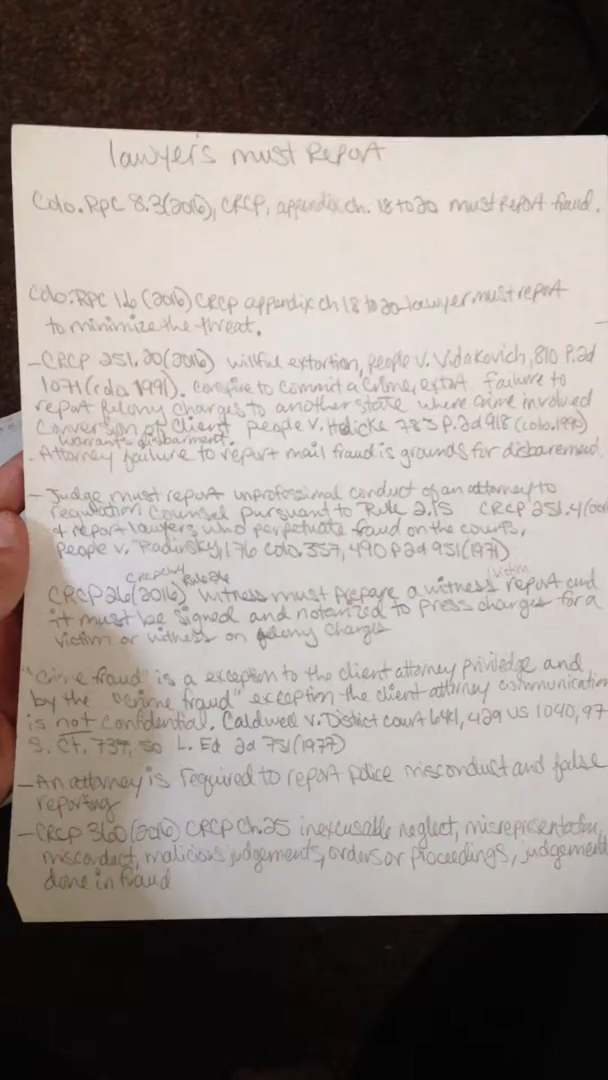 lawyers must Report
Colo. RPC 8.3(2016), CRCP, appendix ch. 18 to 20 must report fraud.
Colo. RPC 1.6 (2016) CRCP appendix ch 18 to 20 lawyer must report
to minimize the threat.
- CRCP 251.20(2016) willful extortion, people v. Vidakovich, 810 P.2d
1071 (colo. 1991). conspire to commit a crime, extort. failure to
report felony charges to another state where crime involved
conversion of client people v. Hedicke 785 P.2d 918 (colo. 1990)
warrants disbarment.
- Attorney failure to report mail fraud is grounds for disbarement
- Judge must report unprofessional conduct of an attorney to
regulation counsel pursuant to Rule 2.15 CRCP 251.4
& report lawyers who perpetuate fraud on the courts,
people v. Radinsky, 176 Colo. 357, 490 P.2d 951 (1971)
Rule 26 victim
CRCP 26 (2016) witness must prepare a witness report and
it must be signed and notarized to press charges for a
victim or witness on felony charges
"Crime fraud" is a exception to the client attorney priviledge and
by the "crime fraud" exception the client attorney communication
is not confidential. Caldwell v. District court 641, 429 US 1040, 97
S. Ct. 737, 50 L. Ed 2d 751 (1977)
- An attorney is required to report police misconduct and false
reporting
- CRCP 360 (2016) CRCP Ch 25 inexcusable neglect, misrepresentation,
misconduct, malicious judgements, orders or proceedings, judgement
done in fraud